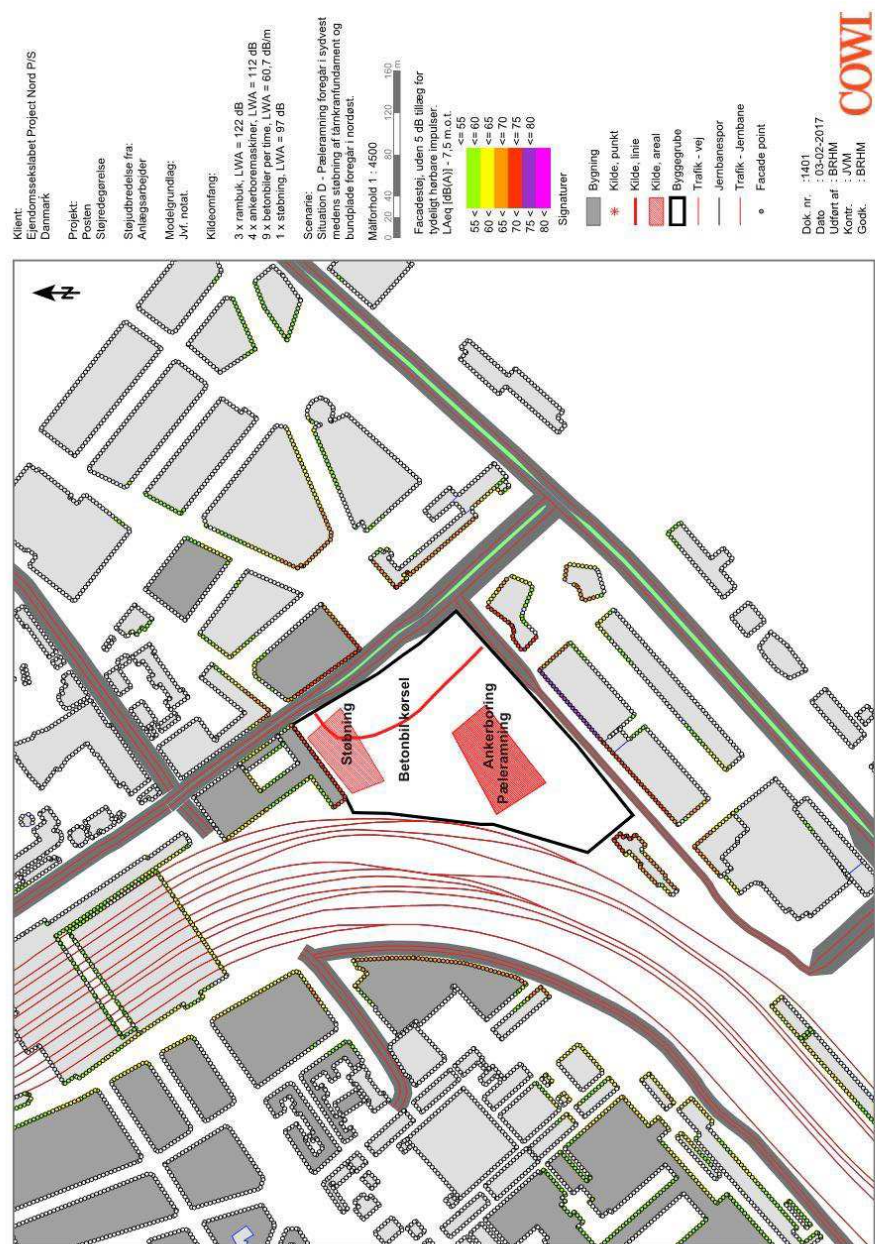 Klient:
Ejendomsselskabet Project Nord P/S
Danmark
Projekt:
Posten
Støjredegørelse
Støjudbredelse fra:
Anlægsarbejder
Modelgrundlag:
Jvf. notat.
Kildeomfang:
3 x rambuk, LWA = 122 dB
4 x ankerboremaskiner, LWA = 112 dB
9 x betonbiler per time, LWA = 60,7 dB/m
1 x støbning, LWA = 97 dB
Scenarie:
Situation D - Pæleramning foregår i sydvest
medens støbning af tårnkranfundament og
bundplade foregår i nordøst.
Målforhold 1 : 4500
0 20 40 80 120 160
m
Facadestøj, uden 5 dB tillæg for
tydeligt hørbare impulser.
LAeq [dB(A)] - 7,5 m.o.t.
<= 55
55 < <= 60
60 < <= 65
65 < <= 70
70 < <= 75
75 < <= 80
80 <
Signaturer
Bygning
Kilde, punkt
Kilde, linie
Kilde, areal
Byggegrube
Trafik - vej
Jernbanespor
Trafik - Jernbane
Facade point
Dok. nr. : 1401
Dato : 03-02-2017
Udført af : BRHM
Kontr. : JVM
Godk. : BRHM
COWI
N
Støbning
Betonbil kørsel
Ankerboring
Pæleramning